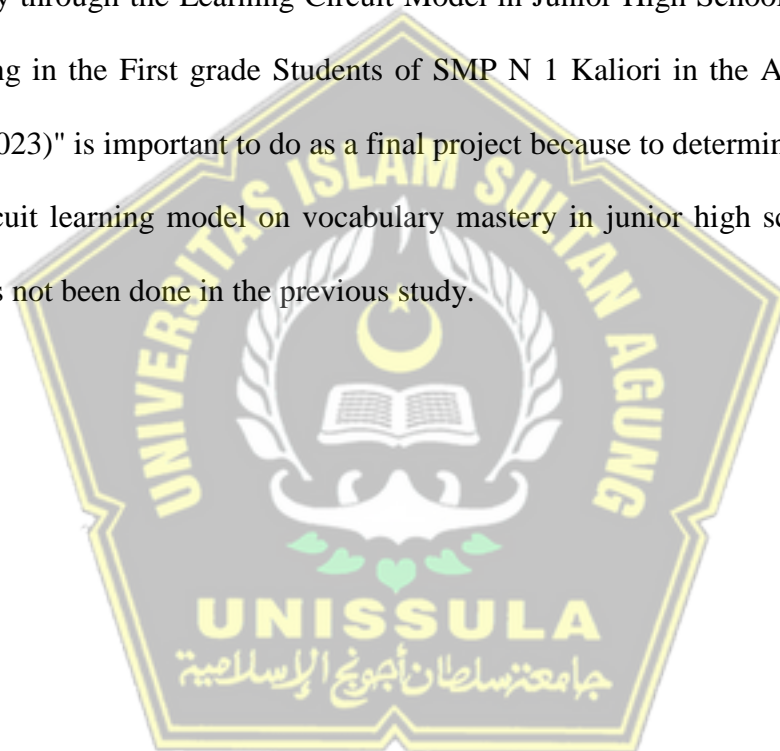 y through the Learning Circuit Model in Junior High School
ng in the First grade Students of SMP N 1 Kaliori in the A
023)" is important to do as a final project because to determin
cuit learning model on vocabulary mastery in junior high sc
s not been done in the previous study.
UNIVERSITAS ISLAM SULTAN AGUNG
UNISSULA
جامعة سلطان أجونج الإسلامية